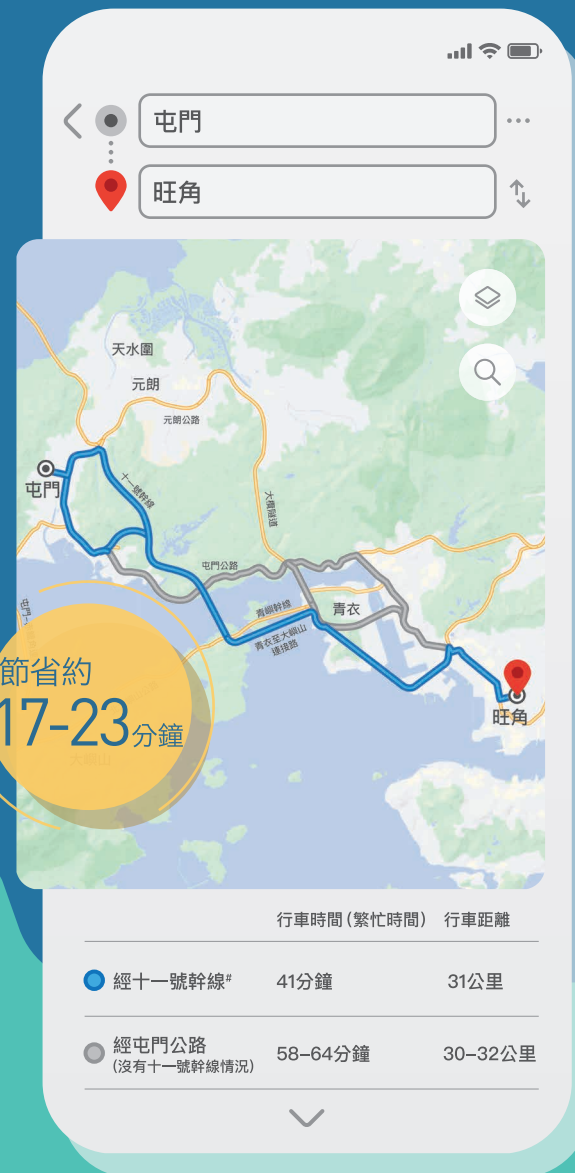 屯門
旺角
天水圍
元朗
元朗公路
屯門
十一號幹線
大欖隧道
屯門公路
青嶼幹線
青衣
青衣至大嶼山
連接路
旺角
節省約
17-23分鐘
行車時間(繁忙時間) 行車距離
經十一號幹線# 41分鐘 31公里
經屯門公路 58–64分鐘 30–32公里
(沒有十一號幹線情況)